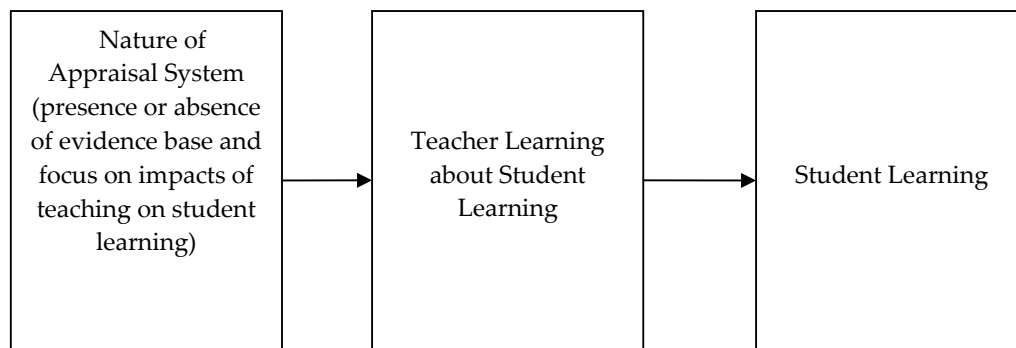 Nature of
Appraisal System
(presence or absence
of evidence base and
focus on impacts of
teaching on student
learning)
Teacher Learning
about Student
Learning
Student Learning